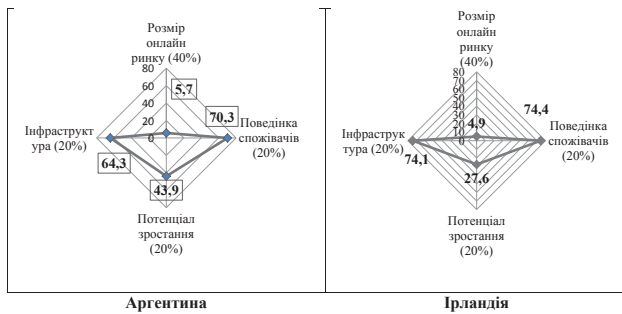 Розмір
онлайн
ринку (40%)
80
60
40
20
0
5,7
70,3
Поведінка
споживачів
(20%)
Інфраструкт
ура (20%)
64,3
43,9
Потенціал
зростання
(20%)
Аргентина
Розмір
онлайн
ринку
(40%)
80
70
60
50
40
30
20
10
0
4,9
74,4
Поведінка
споживачів
(20%)
Інфраструк
тура (20%)
74,1
27,6
Потенціал
зростання
(20%)
Ірландія